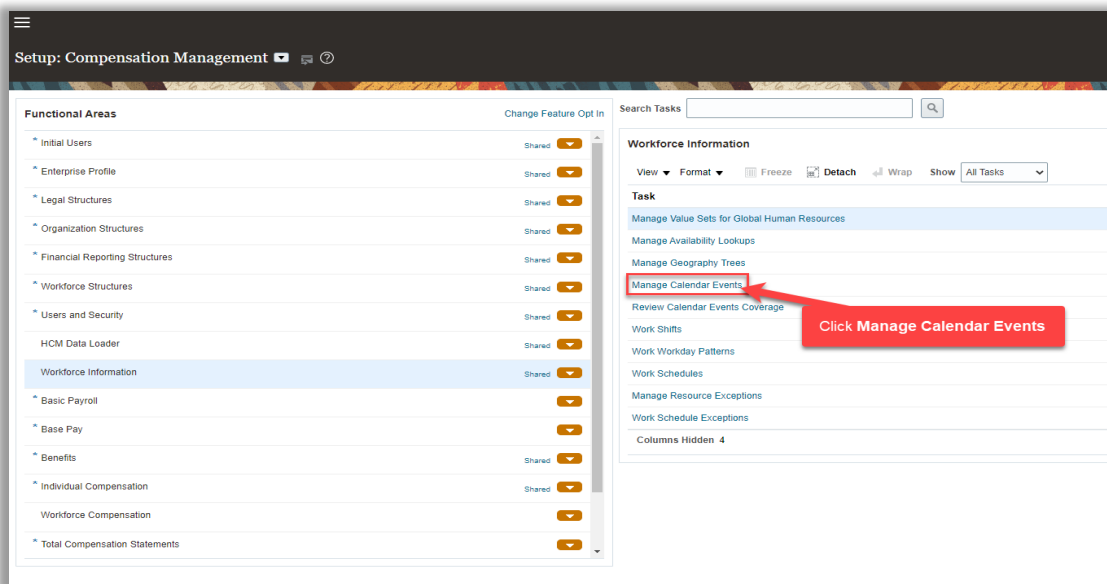 Setup: Compensation Management
Functional Areas
Change Feature Opt In
* Initial Users
Shared
* Enterprise Profile
Shared
* Legal Structures
Shared
* Organization Structures
Shared
* Financial Reporting Structures
Shared
* Workforce Structures
Shared
* Users and Security
Shared
HCM Data Loader
Shared
Workforce Information
Shared
* Basic Payroll
* Base Pay
* Benefits
Shared
* Individual Compensation
Shared
Workforce Compensation
* Total Compensation Statements
Search Tasks
Workforce Information
View Format Freeze Detach Wrap Show All Tasks
Task
Manage Value Sets for Global Human Resources
Manage Availability Lookups
Manage Geography Trees
Manage Calendar Events
Review Calendar Events Coverage
Click Manage Calendar Events
Work Shifts
Work Workday Patterns
Work Schedules
Manage Resource Exceptions
Work Schedule Exceptions
Columns Hidden 4